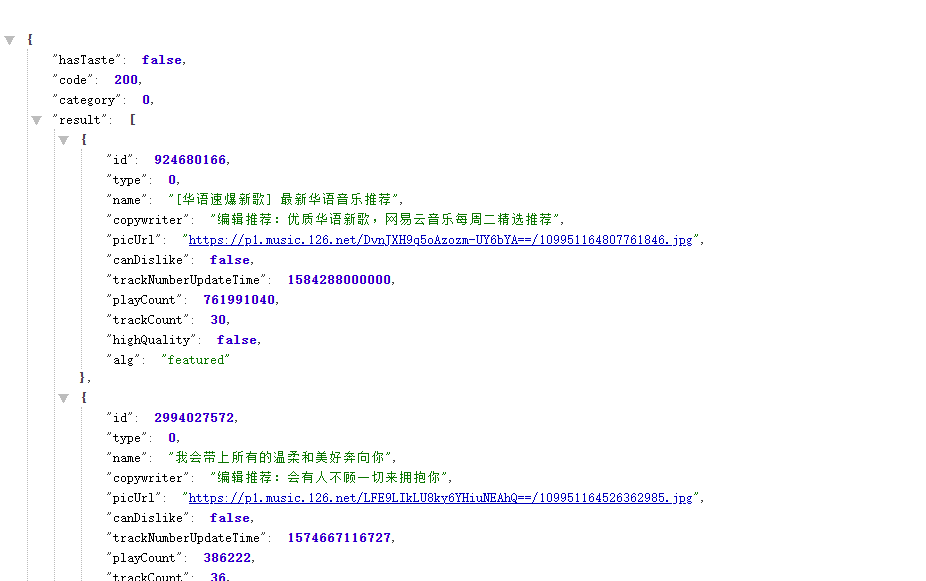 {
"hasTaste": false,
"code": 200,
"category": 0,
"result": [
{
"id": 924680166,
"type": 0,
"name": "[华语速爆新歌] 最新华语音乐推荐",
"copywriter": "编辑推荐：优质华语新歌，网易云音乐每周二精选推荐",
"picUrl": "https://p1.music.126.net/DvnJXH9q5oAzozm-UY6bYA==/109951164807761846.jpg",
"canDislike": false,
"trackNumberUpdateTime": 1584288000000,
"playCount": 761991040,
"trackCount": 30,
"highQuality": false,
"alg": "featured"
},
{
"id": 2994027572,
"type": 0,
"name": "我会带上所有的温柔和美好奔向你",
"copywriter": "编辑推荐：会有人不顾一切来拥抱你",
"picUrl": "https://p1.music.126.net/LFE9LIkLU8ky6YHiuNEAhQ==/109951164526362985.jpg",
"canDislike": false,
"trackNumberUpdateTime": 1574667116727,
"playCount": 386222,
"trackCount": 36,